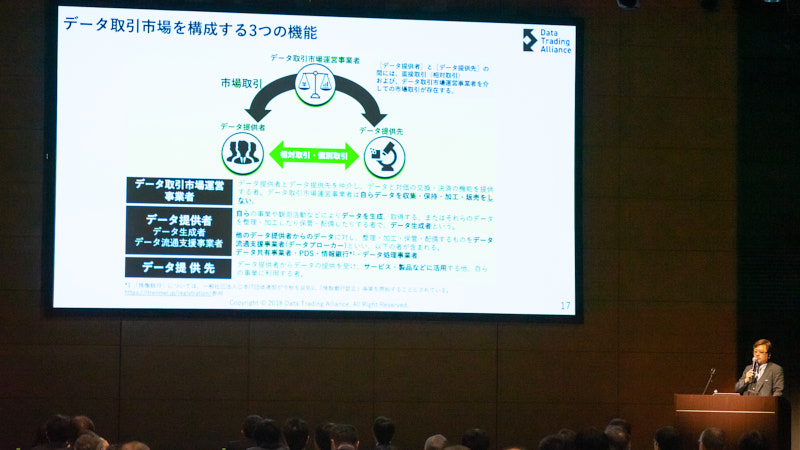 データ取引市場を構成する3つの機能
Data
Trading
Alliance
データ取引市場運営事業者
［データ提供者］と［データ提供先］の
間には、直接取引（相対取引）
および、データ取引市場運営事業者を介
しての市場取引が存在する。
市場取引
データ提供者
データ提供先
相対取引・個別取引
データ取引市場運営
事業者
データ提供者とデータ提供先を仲介し、データと対価の交換・決済の機能を提供
する者。データ取引市場運営事業者は自らデータを収集・保持・加工・販売をし
ない。
データ提供者
データ生成者
データ流通支援事業者
自らの事業や観測活動などによりデータを生成、取得する、またはそれらのデータ
を整理・加工したり保管・配信したりする者で、データ生成者という。
他のデータ提供者からのデータに対し、整理・加工・保管・配信するものをデータ
流通支援事業者(データブローカー)といい、以下の者が含まれる。
データ共有事業者・PDS・情報銀行*1・データ処理事業者
データ提供先
データ提供者からデータの提供を受け、サービス・製品などに活用する他、自ら
の事業に利用する者。
Copyright © 2018 Data Trading Alliance, All Right Reserved.
17